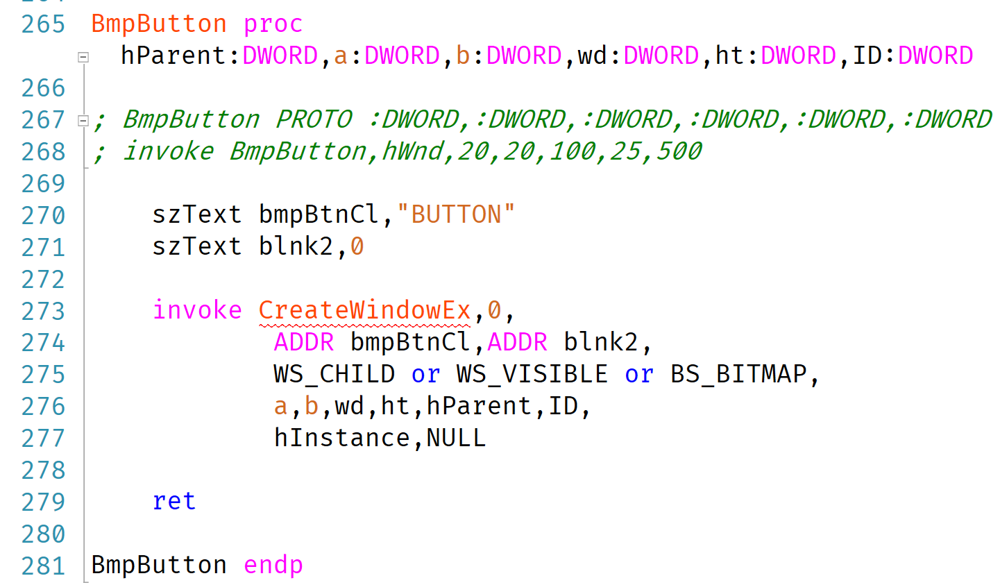 265 BmpButton proc
hParent:DWORD,a:DWORD,b:DWORD,wd:DWORD,ht:DWORD,ID:DWORD
266
267 ; BmpButton PROTO :DWORD,:DWORD,:DWORD,:DWORD,:DWORD,:DWORD
268 ; invoke BmpButton,hWnd,20,20,100,25,500
269
270 szText bmpBtnCl,"BUTTON"
271 szText blnk2,0
272
273 invoke CreateWindowEx,0,
274 ADDR bmpBtnCl,ADDR blnk2,
275 WS_CHILD or WS_VISIBLE or BS_BITMAP,
276 a,b,wd,ht,hParent,ID,
277 hInstance,NULL
278
279 ret
280
281 BmpButton endp